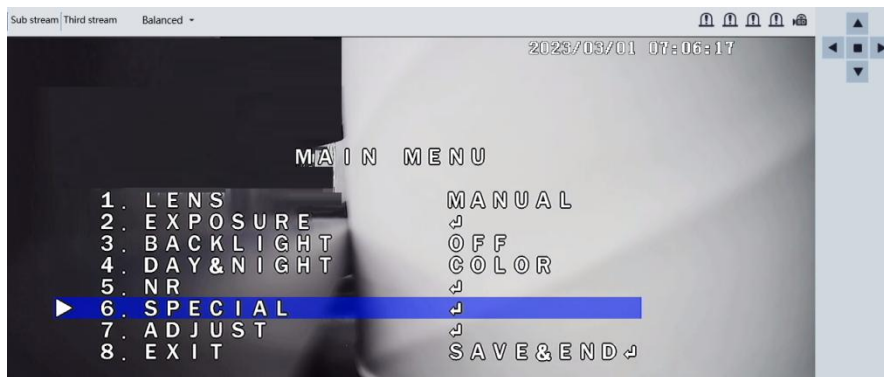 Sub stream Third stream Balanced
2023/03/01 07:06:17
MAIN MENU
1. LENS MANUAL
2. EXPOSURE ↲
3. BACKLIGHT OFF
4. DAY&NIGHT COLOR
5. NR ↲
6. SPECIAL ↲
7. ADJUST ↲
8. EXIT SAVE&END↲